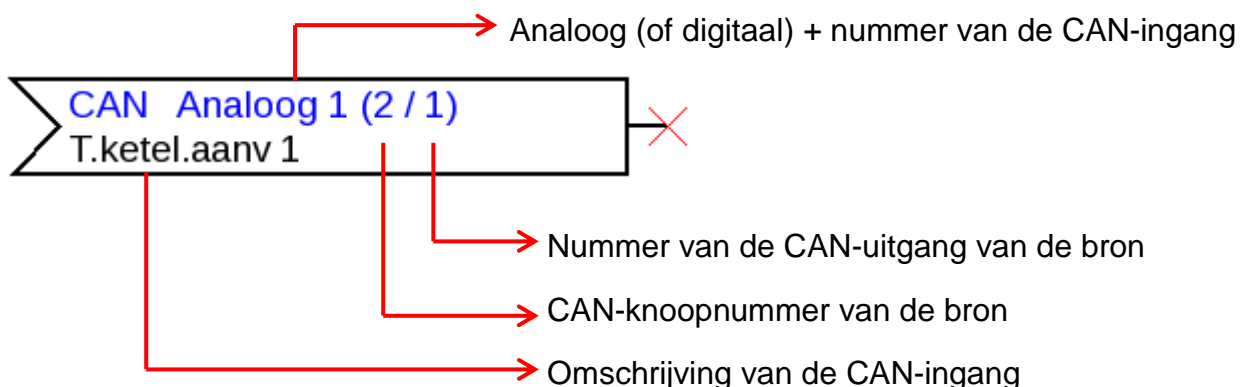 Analoog (of digitaal) + nummer van de CAN-ingang
CAN Analoog 1 (2 / 1)
T.ketel.aanv 1
Nummer van de CAN-uitgang van de bron
CAN-knoopnummer van de bron
Omschrijving van de CAN-ingang